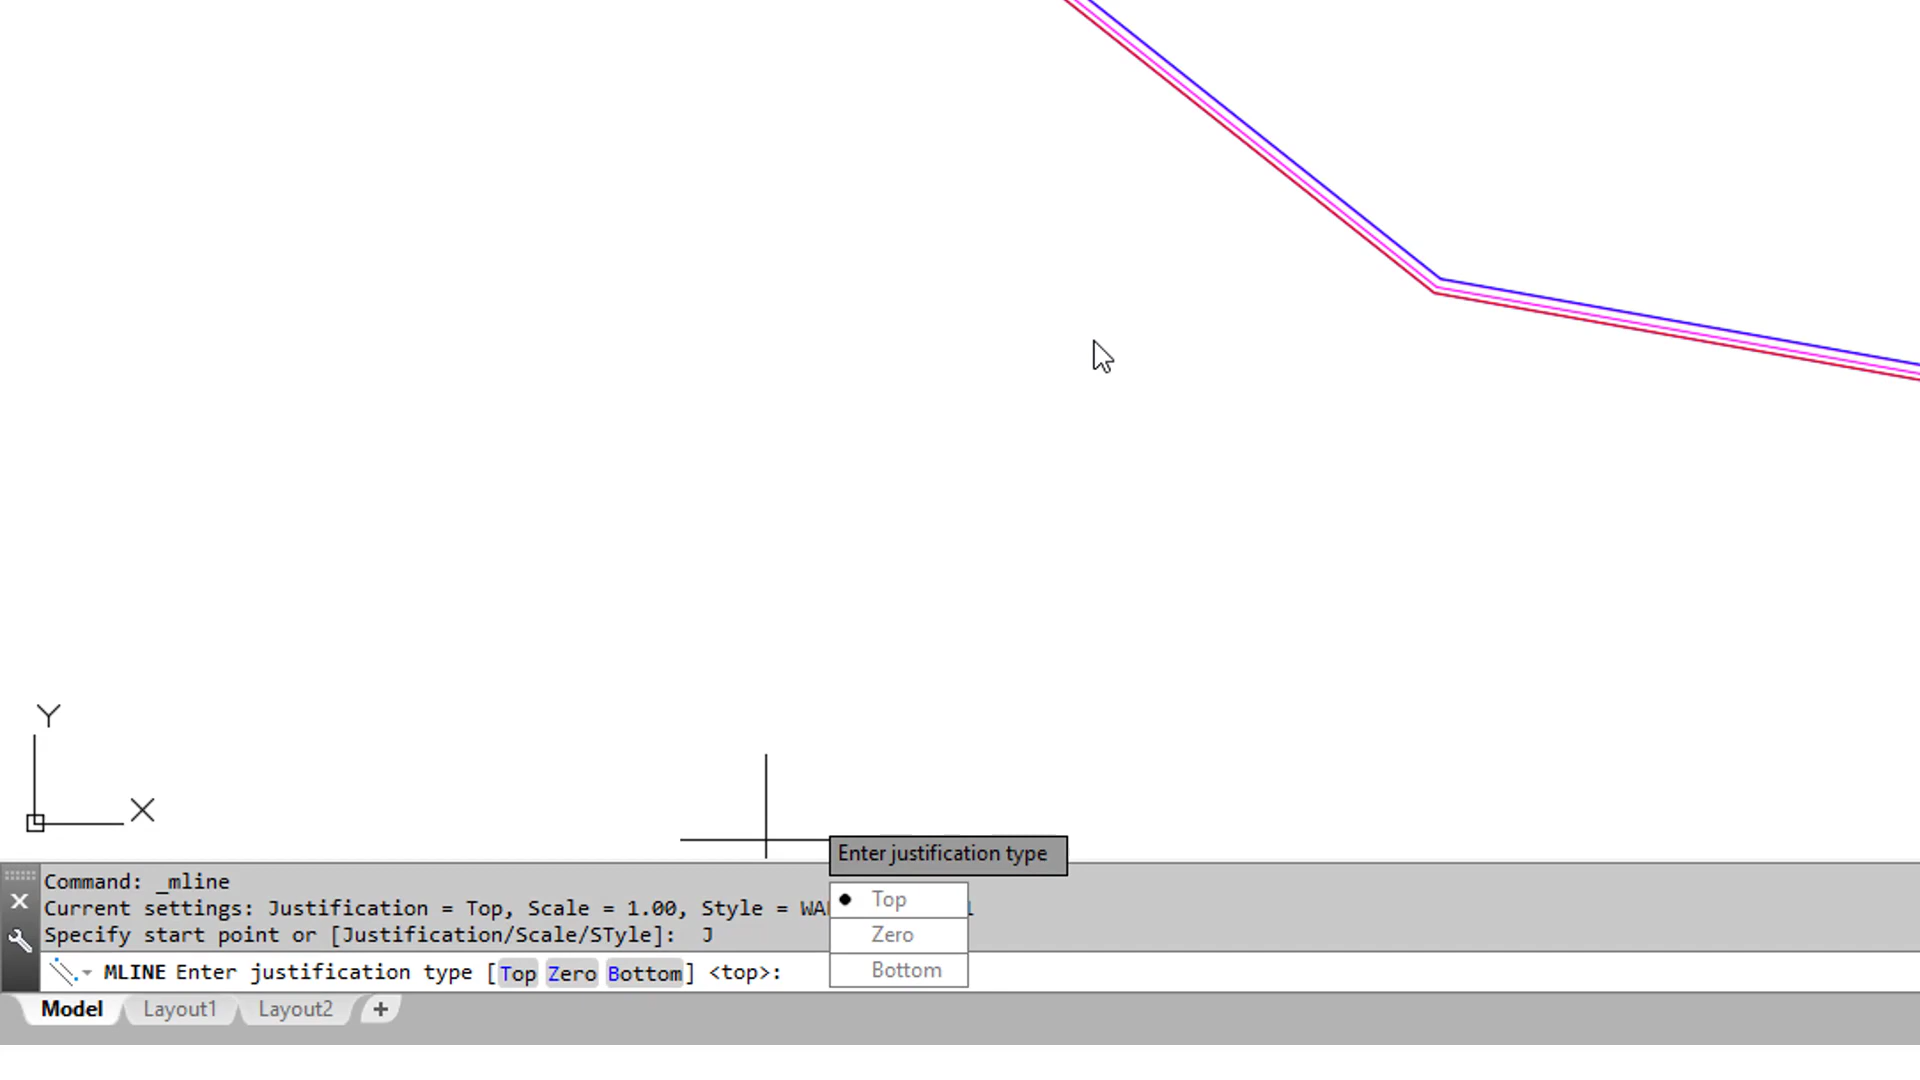 Y
X
Enter justification type
Command: _mline
Current settings: Justification = Top, Scale = 1.00, Style =
Top
Specify start point or [Justification/Scale/STyle]: J
Zero
MLINE Enter justification type [Top Zero Bottom] <top>:
Bottom
Model Layout1 Layout2 +